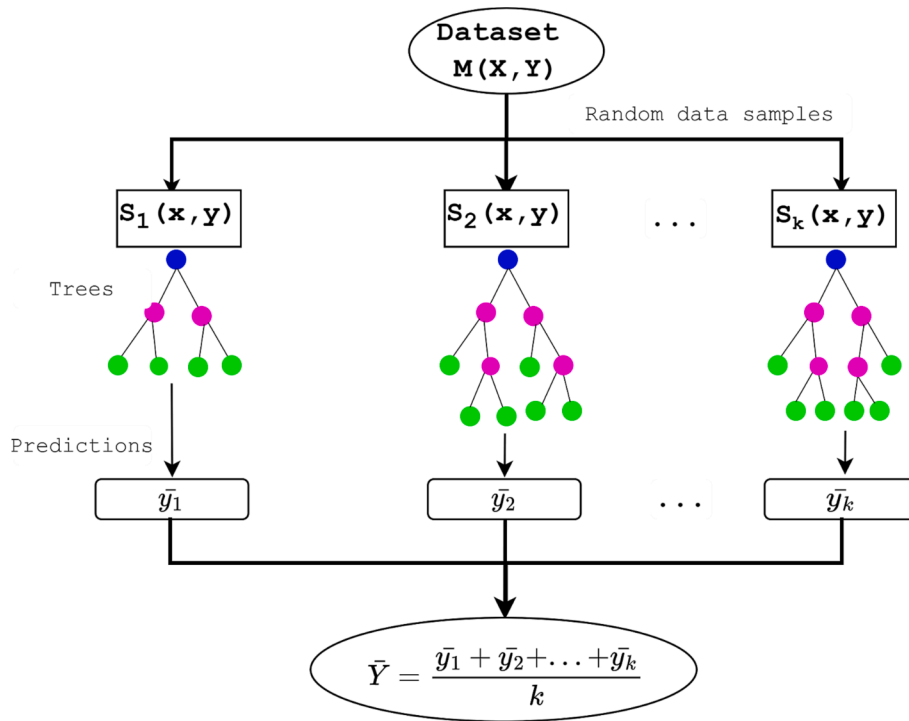 Dataset
M(X,Y)
Random data samples
S₁(x,y)
S₂(x,y)
...
Sₖ(x,y)
Trees
Predictions
ȳ₁
ȳ₂
...
ȳₖ
Ȳ = (ȳ₁ + ȳ₂ + ... + ȳₖ) / k